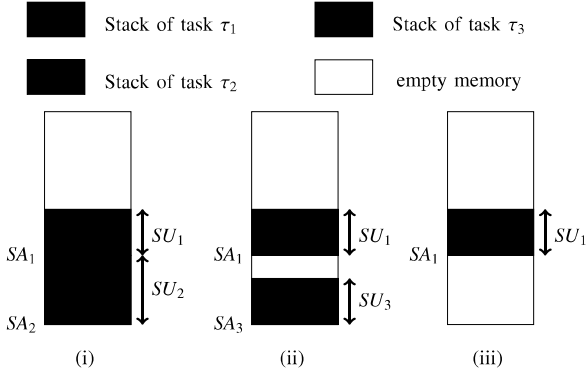 Stack of task τ₁ Stack of task τ₃
Stack of task τ₂ empty memory
SU₁ SU₁ SU₁
SA₁ SA₁ SA₁
SU₂ SU₃
SA₂ SA₃
(i) (ii) (iii)